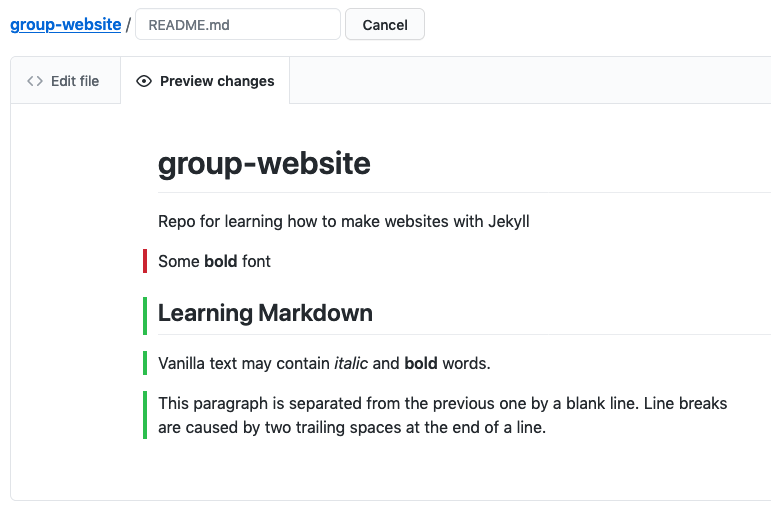 group-website / README.md Cancel
Edit file Preview changes
group-website
Repo for learning how to make websites with Jekyll
Some bold font
Learning Markdown
Vanilla text may contain italic and bold words.
This paragraph is separated from the previous one by a blank line. Line breaks
are caused by two trailing spaces at the end of a line.